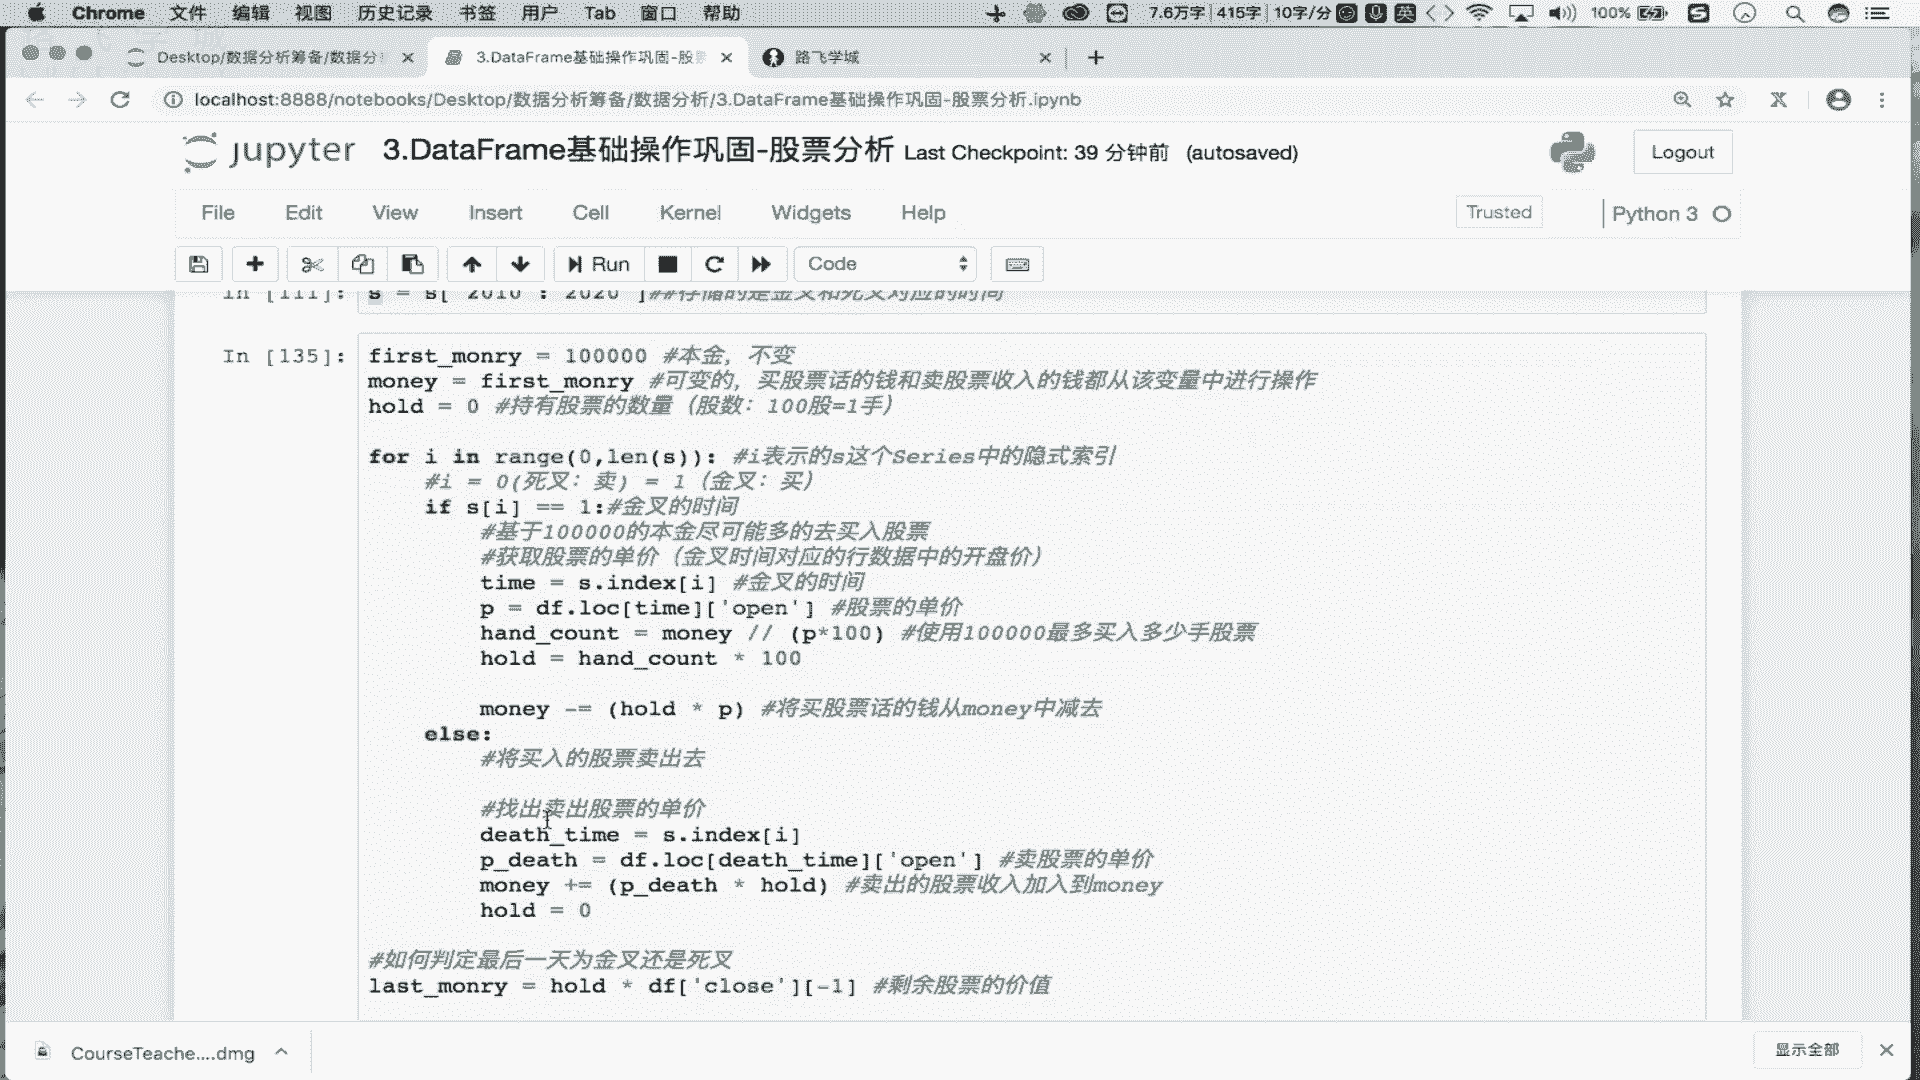 Chrome 文件 编辑 视图 历史记录 书签 用户 Tab 窗口 帮助 7.6万字 415字 10字/分 英 100%
Desktop/数据分析筹备/数据分 3.DataFrame基础操作巩固-股 路飞学城
localhost:8888/notebooks/Desktop/数据分析筹备/数据分析/3.DataFrame基础操作巩固-股票分析.ipynb
jupyter 3.DataFrame基础操作巩固-股票分析 Last Checkpoint: 39 分钟前 (autosaved) Logout
File Edit View Insert Cell Kernel Widgets Help Trusted Python 3
Run Code
In [111]: s = s['2010':'2020']##存储的是金叉和死叉对应的时间
In [135]: first_monry = 100000 #本金，不变
money = first_monry #可变的，买股票话的钱和卖股票收入的钱都从该变量中进行操作
hold = 0 #持有股票的数量（股数：100股=1手）
for i in range(0,len(s)): #i表示的s这个Series中的隐式索引
#i = 0(死叉：卖) = 1（金叉：买）
if s[i] == 1:#金叉的时间
#基于100000的本金尽可能多的去买入股票
#获取股票的单价（金叉时间对应的行数据中的开盘价）
time = s.index[i] #金叉的时间
p = df.loc[time]['open'] #股票的单价
hand_count = money // (p*100) #使用100000最多买入多少手股票
hold = hand_count * 100
money -= (hold * p) #将买股票话的钱从money中减去
else:
#将买入的股票卖出去
#找出卖出股票的单价
death_time = s.index[i]
p_death = df.loc[death_time]['open'] #卖股票的单价
money += (p_death * hold) #卖出的股票收入加入到money
hold = 0
#如何判定最后一天为金叉还是死叉
last_monry = hold * df['close'][-1] #剩余股票的价值
CourseTeache....dmg 显示全部